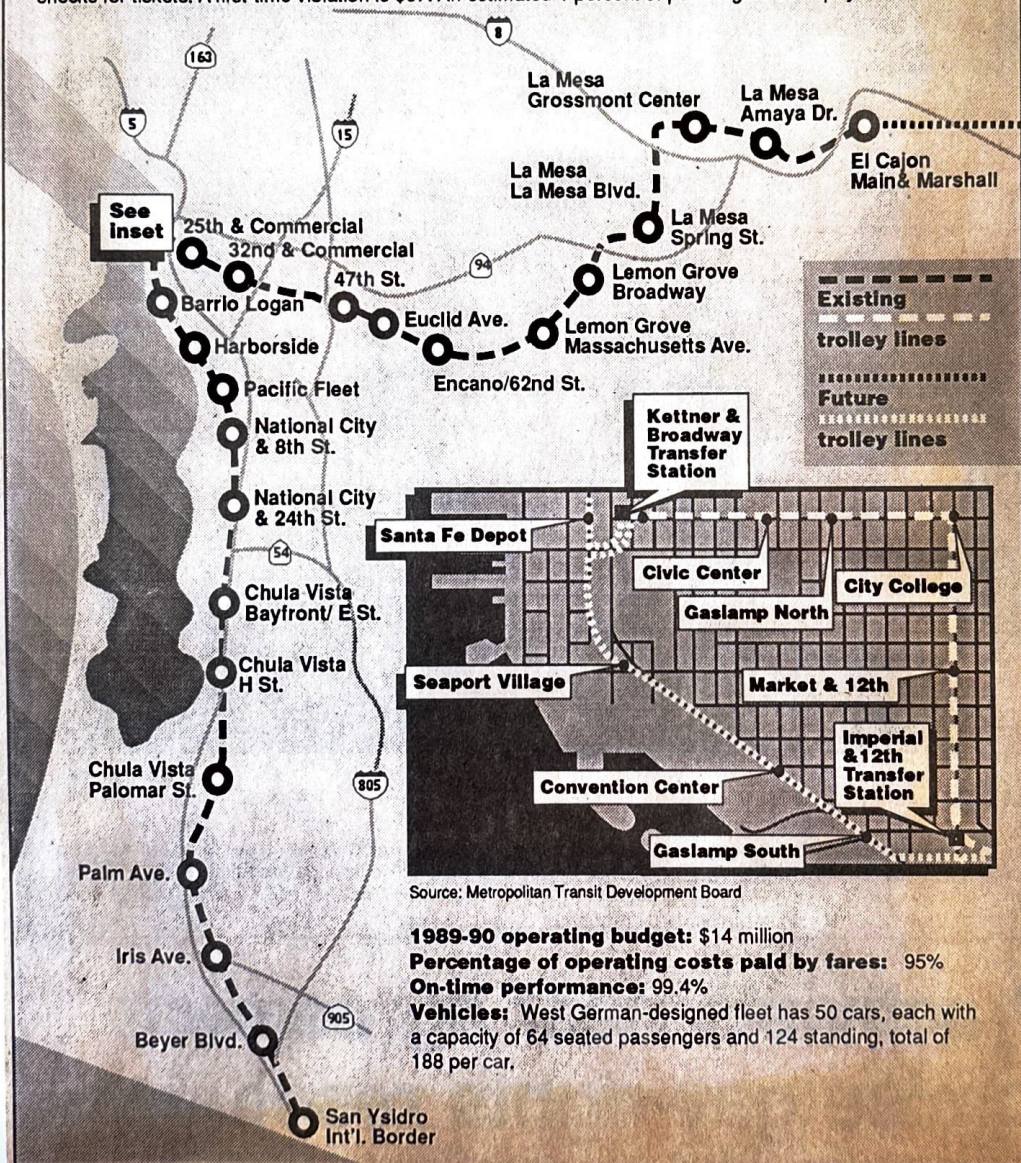 8
163
5
15
La Mesa
Grossmont Center
La Mesa
Amaya Dr.
El Cajon
Main & Marshall
La Mesa
La Mesa Blvd.
La Mesa
Spring St.
See
inset
25th & Commercial
32nd & Commercial
47th St.
94
Lemon Grove
Broadway
Barrio Logan
Euclid Ave.
Lemon Grove
Massachusetts Ave.
Harborside
Encano/62nd St.
Pacific Fleet
National City
& 8th St.
National City
& 24th St.
54
Chula Vista
Bayfront/ E St.
Chula Vista
H St.
Chula Vista
Palomar St.
805
Palm Ave.
Iris Ave.
905
Beyer Blvd.
San Ysidro
Int'l. Border
Existing
trolley lines
Future
trolley lines
Kettner &
Broadway
Transfer
Station
Santa Fe Depot
Civic Center
City College
Gaslamp North
Seaport Village
Market & 12th
Imperial
&12th
Transfer
Station
Convention Center
Gaslamp South
Source: Metropolitan Transit Development Board
1989-90 operating budget: $14 million
Percentage of operating costs paid by fares: 95%
On-time performance: 99.4%
Vehicles: West German-designed fleet has 50 cars, each with
a capacity of 64 seated passengers and 124 standing, total of
188 per car.